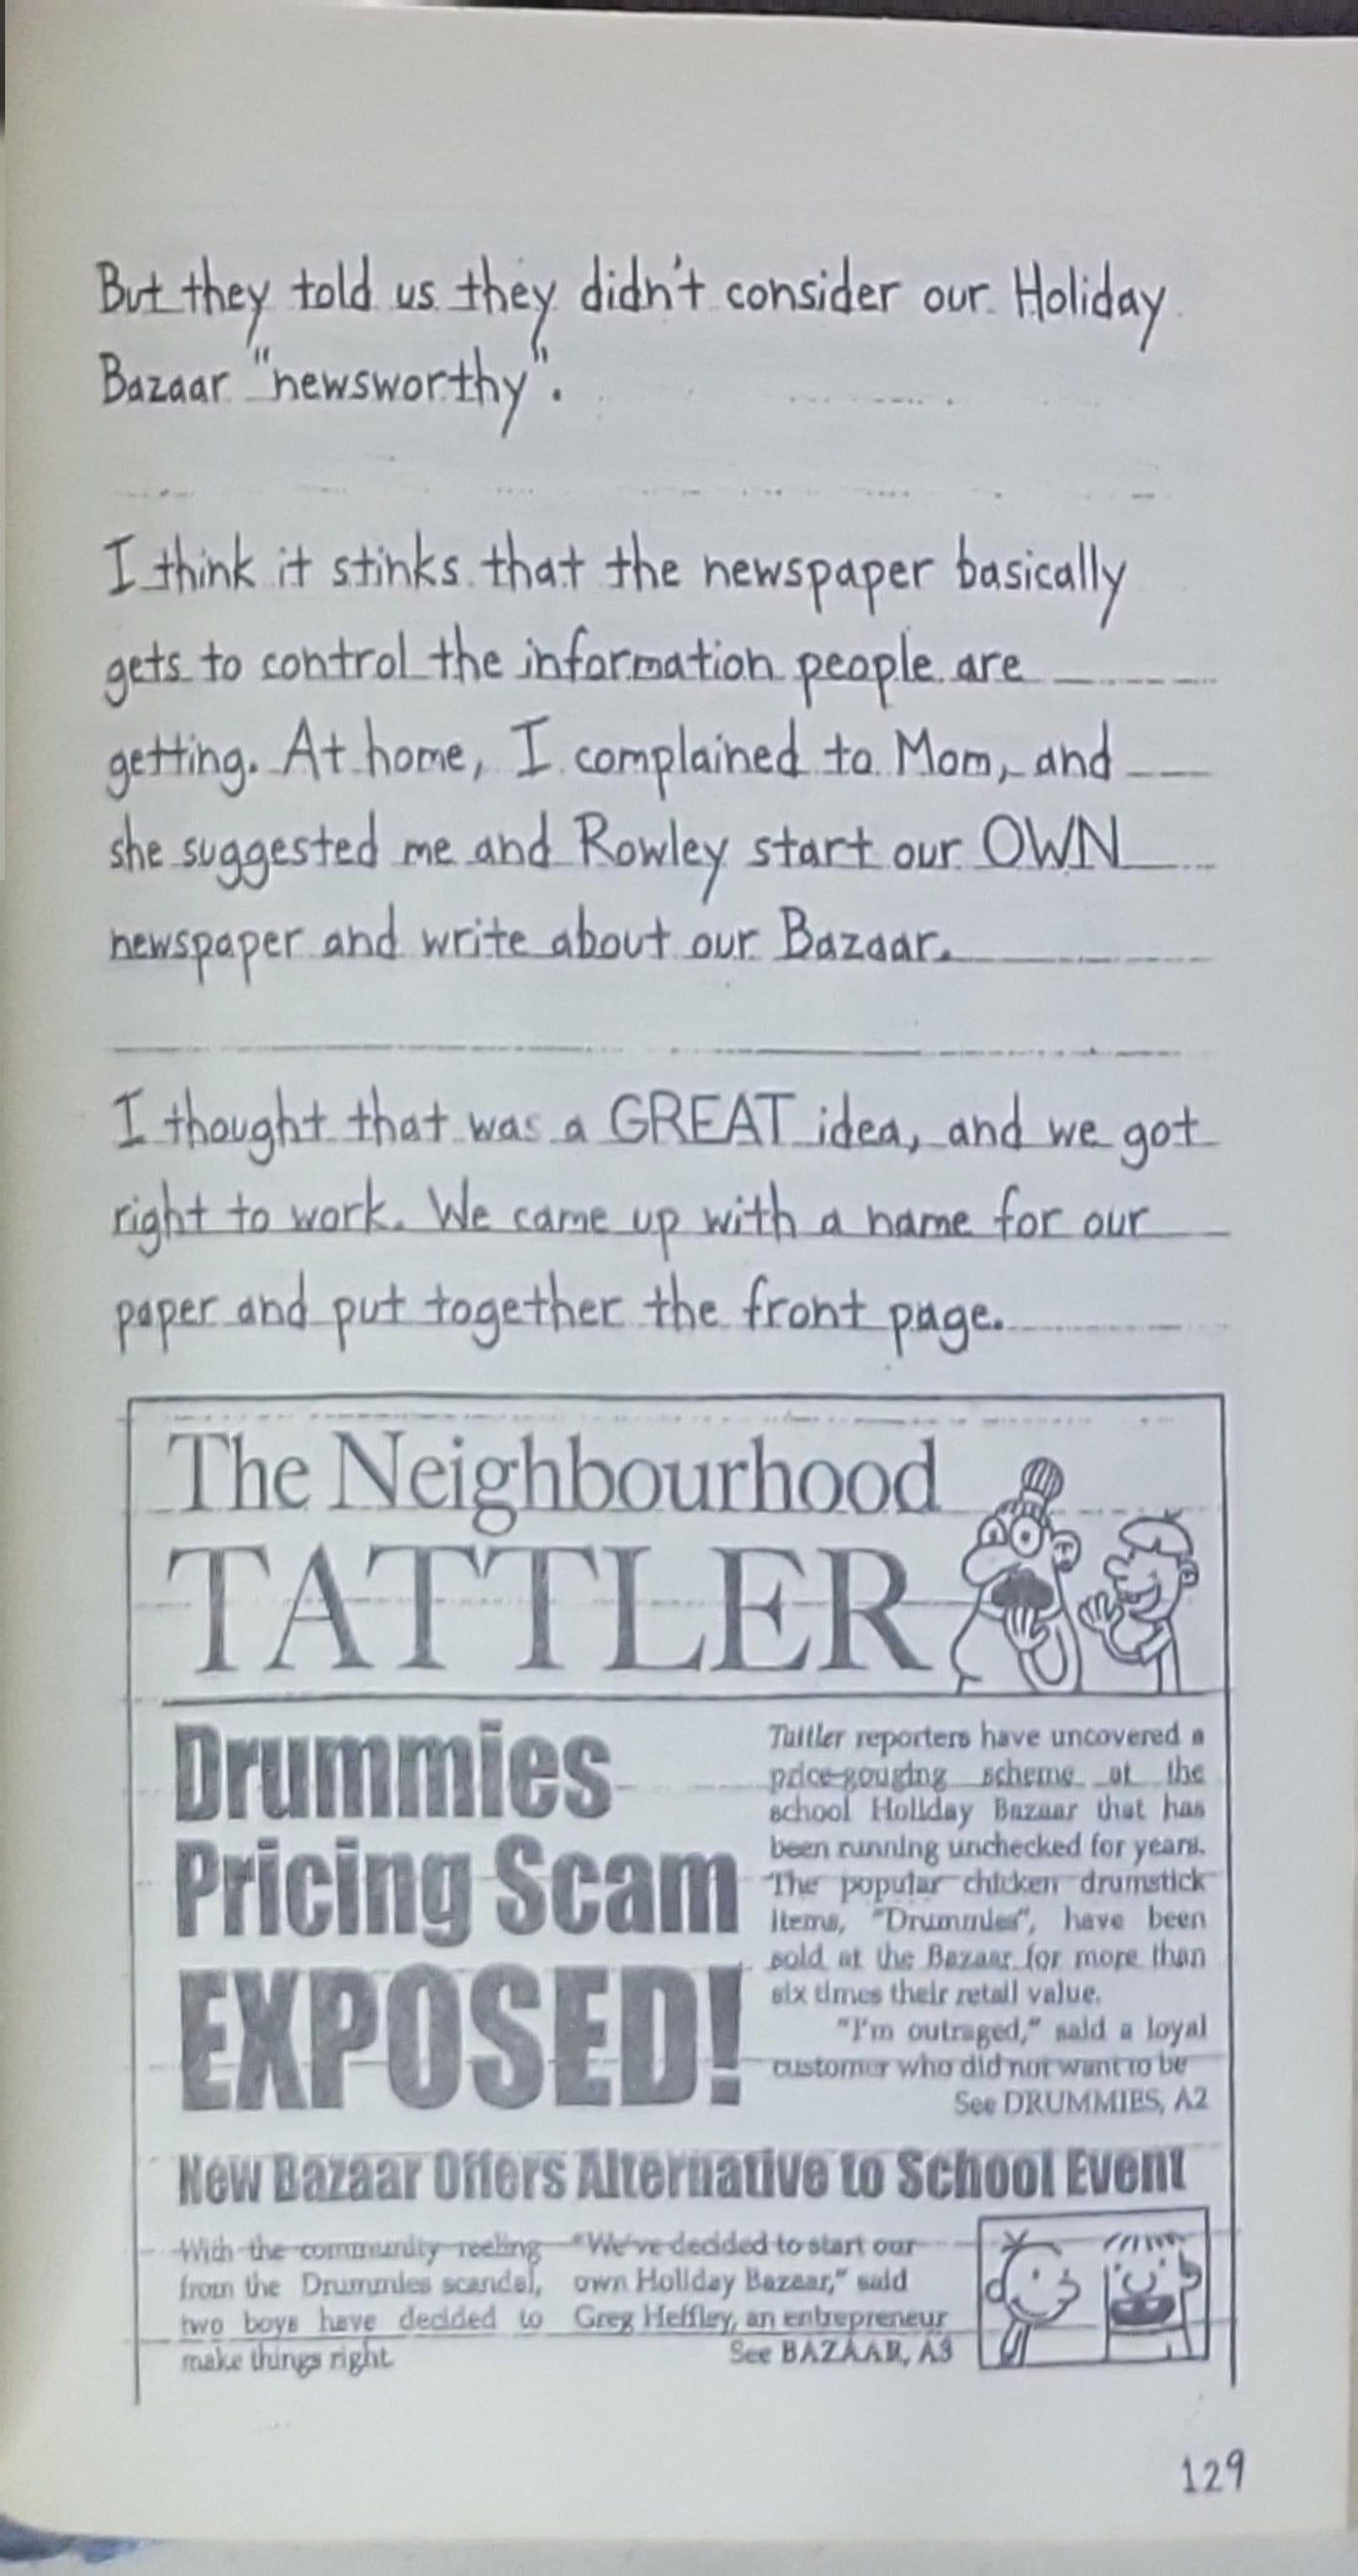 But they told us they didn't consider our Holiday
Bazaar "newsworthy".
I think it stinks that the newspaper basically
gets to control the information people are
getting. At home, I complained to Mom, and
she suggested me and Rowley start our OWN
newspaper and write about our Bazaar.
I thought that was a GREAT idea, and we got
right to work. We came up with a name for our
paper and put together the front page.
The Neighbourhood
TATTLER
Drummies
Pricing Scam
EXPOSED!
Tattler reporters have uncovered a
price-gouging scheme at the
school Holiday Bazaar that has
been running unchecked for years.
The popular chicken drumstick
items, "Drummies", have been
sold at the Bazaar for more than
six times their retail value.
"I'm outraged," said a loyal
customer who did not want to be
See DRUMMIES, A2
New Bazaar Offers Alternative to School Event
With the community reeling
from the Drummies scandal,
two boys have decided to
make things right.
"We've decided to start our
own Holiday Bazaar," said
Greg Heffley, an entrepreneur
See BAZAAR, A3
129